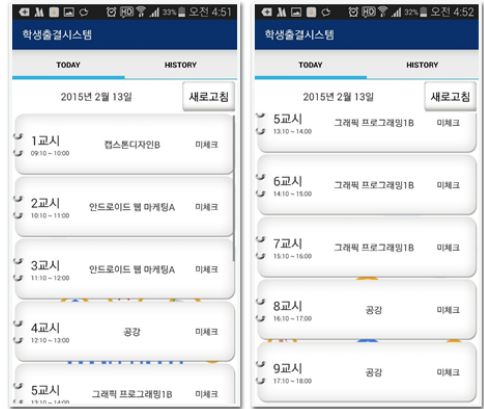 33% 오전 4:51
학생출결시스템
TODAY HISTORY
2015년 2월 13일 새로고침
1교시 캡스톤디자인B 미체크
09:10 ~ 10:00
2교시 안드로이드 웹 마케팅A 미체크
10:10 ~ 11:00
3교시 안드로이드 웹 마케팅A 미체크
11:10 ~ 12:00
4교시 공강 미체크
12:10 ~ 13:00
5교시 그래픽 프로그래밍1B 미체크
13:10 ~ 14:00
32% 오전 4:52
학생출결시스템
TODAY HISTORY
2015년 2월 13일 새로고침
5교시 그래픽 프로그래밍1B 미체크
13:10 ~ 14:00
6교시 그래픽 프로그래밍1B 미체크
14:10 ~ 15:00
7교시 그래픽 프로그래밍1B 미체크
15:10 ~ 16:00
8교시 공강 미체크
16:10 ~ 17:00
9교시 공강 미체크
17:10 ~ 18:00